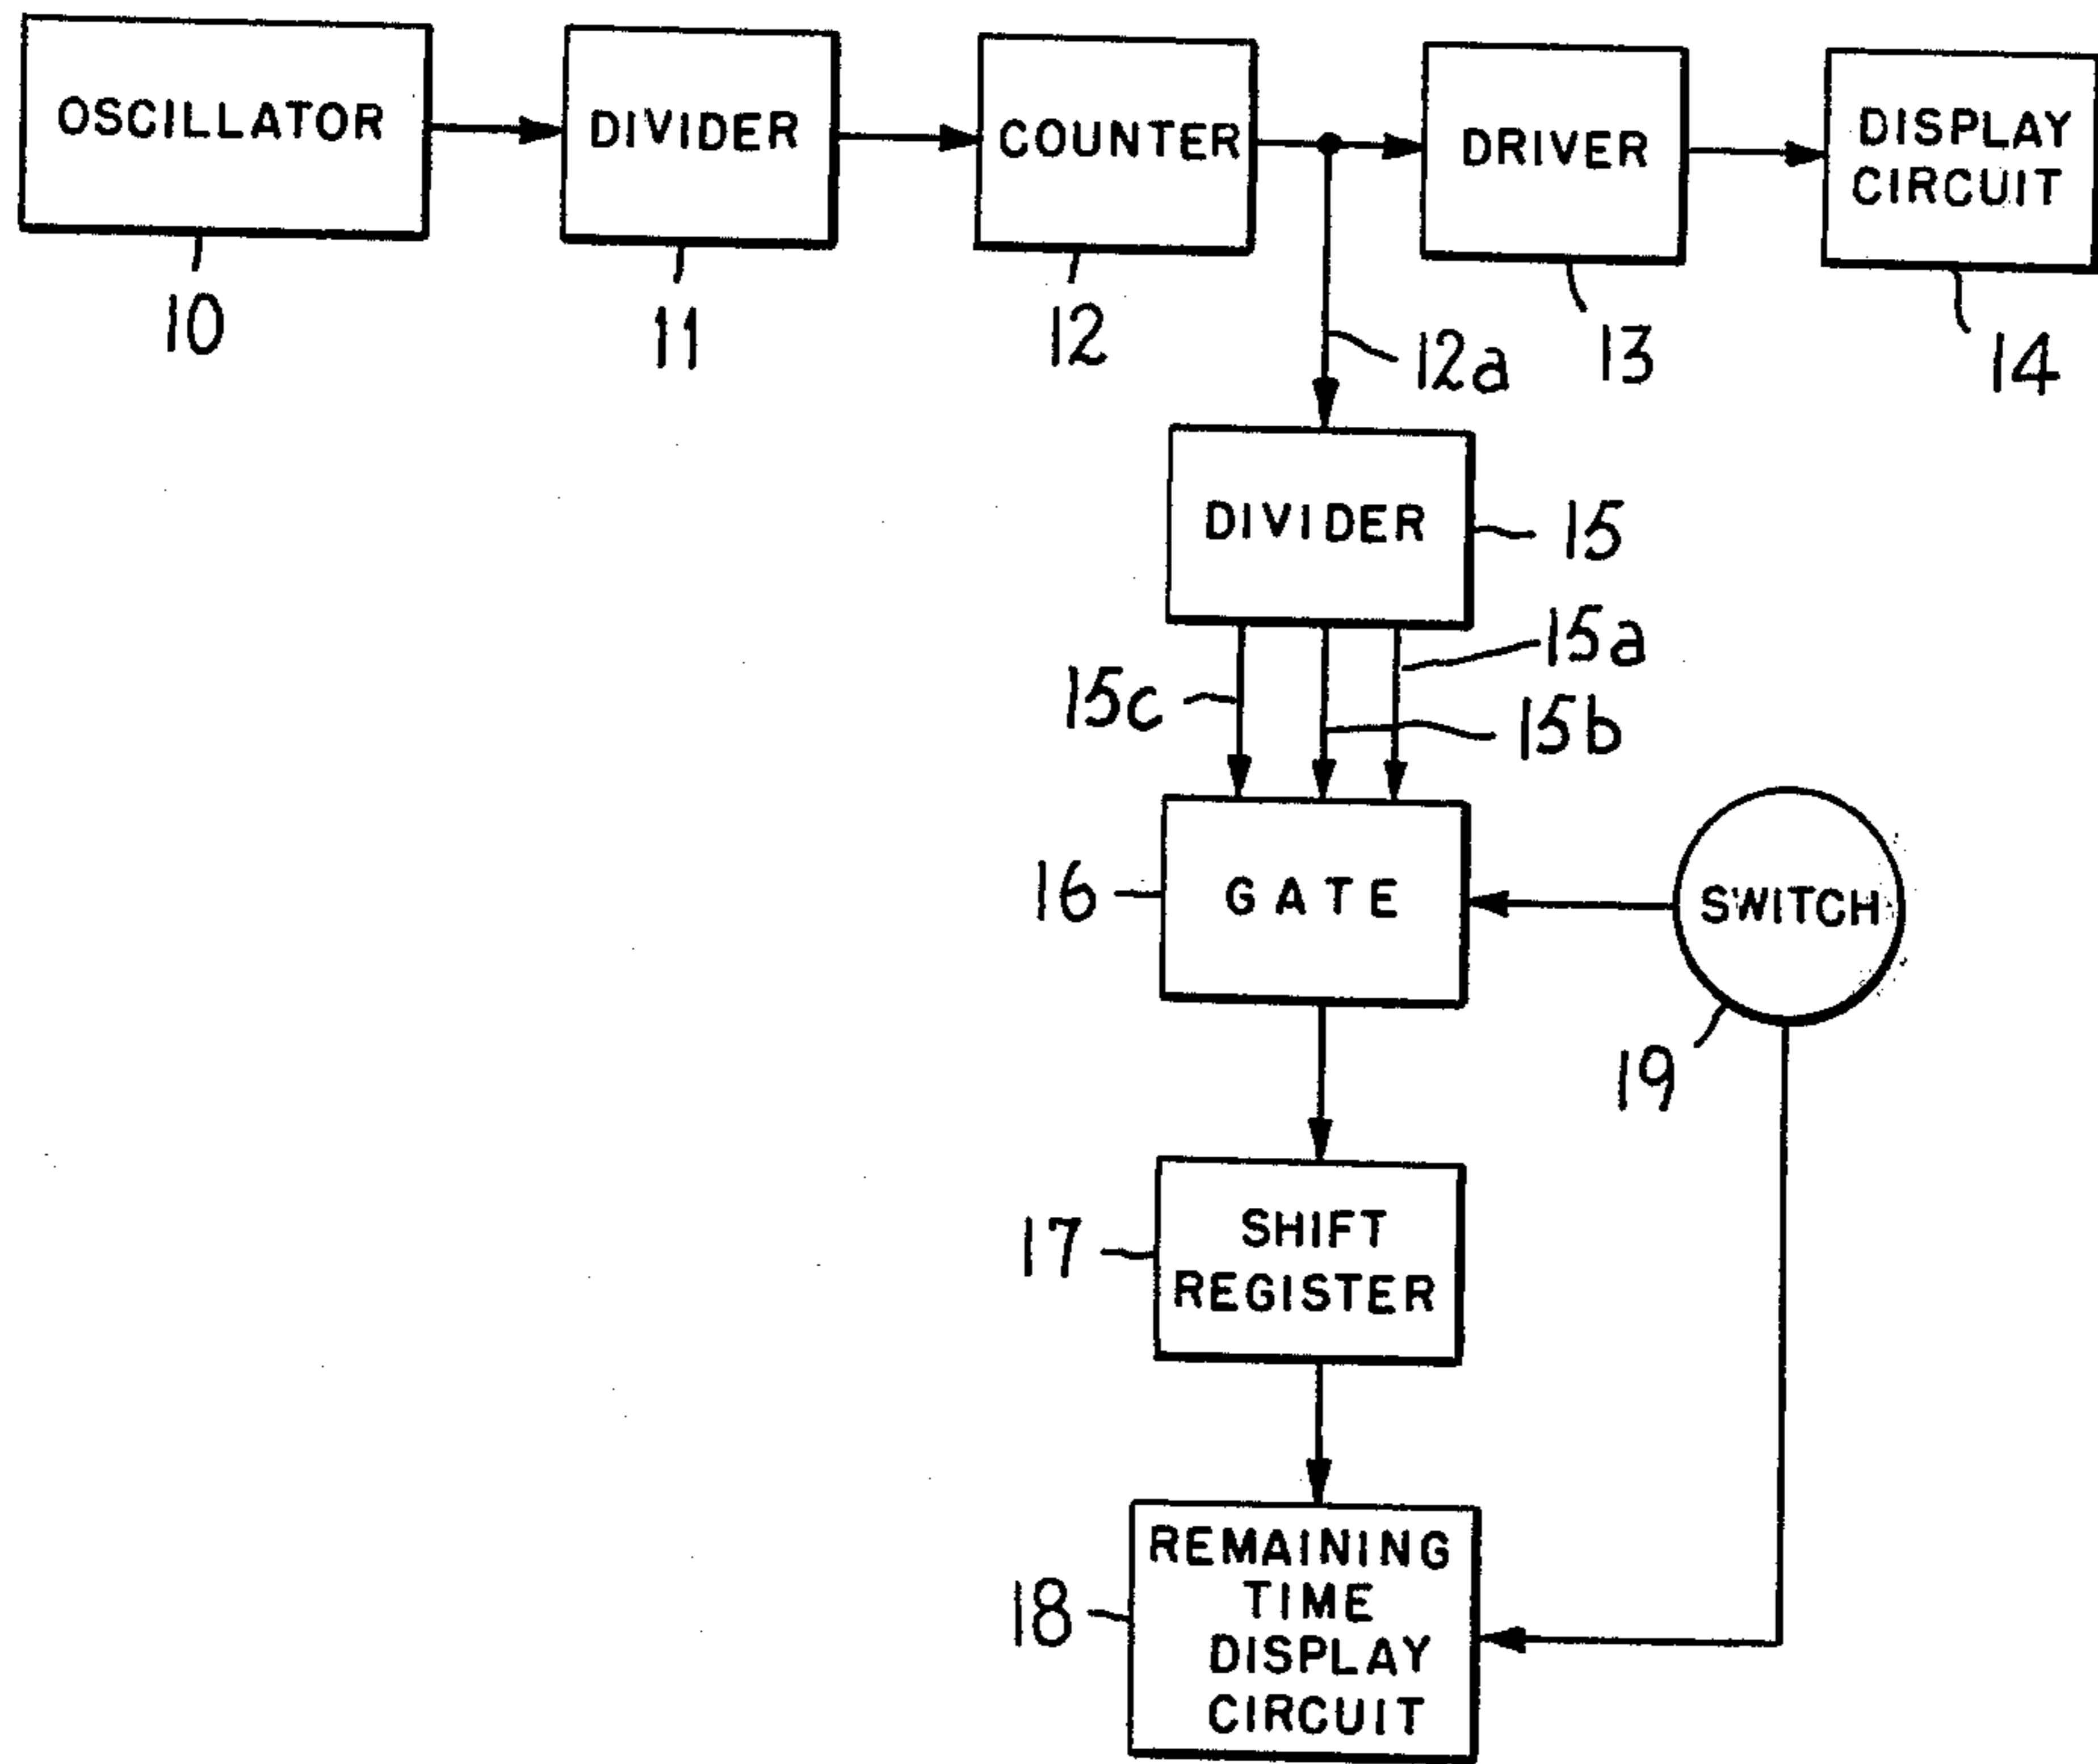 OSCILLATOR
DIVIDER
COUNTER
DRIVER
DISPLAY
CIRCUIT
10
11
12
12a
13
14
DIVIDER
15
15a
15c
15b
16
GATE
SWITCH
19
17
SHIFT
REGISTER
18
REMAINING
TIME
DISPLAY
CIRCUIT